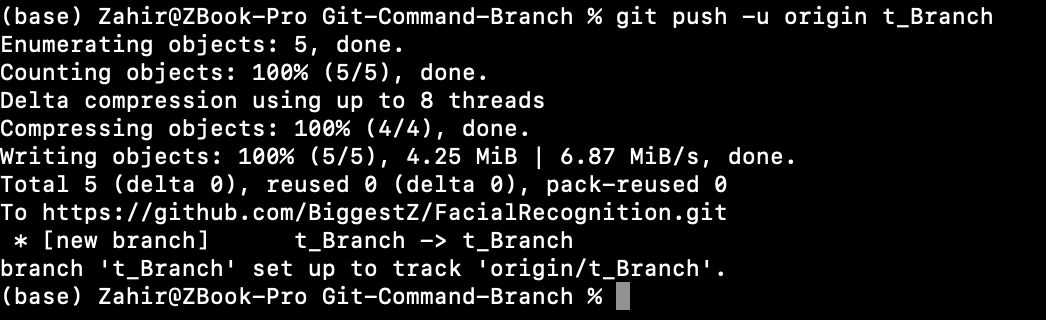 (base) Zahir@ZBook-Pro Git-Command-Branch % git push -u origin t_Branch
Enumerating objects: 5, done.
Counting objects: 100% (5/5), done.
Delta compression using up to 8 threads
Compressing objects: 100% (4/4), done.
Writing objects: 100% (5/5), 4.25 MiB | 6.87 MiB/s, done.
Total 5 (delta 0), reused 0 (delta 0), pack-reused 0
To https://github.com/BiggestZ/FacialRecognition.git
 * [new branch]      t_Branch -> t_Branch
branch 't_Branch' set up to track 'origin/t_Branch'.
(base) Zahir@ZBook-Pro Git-Command-Branch %